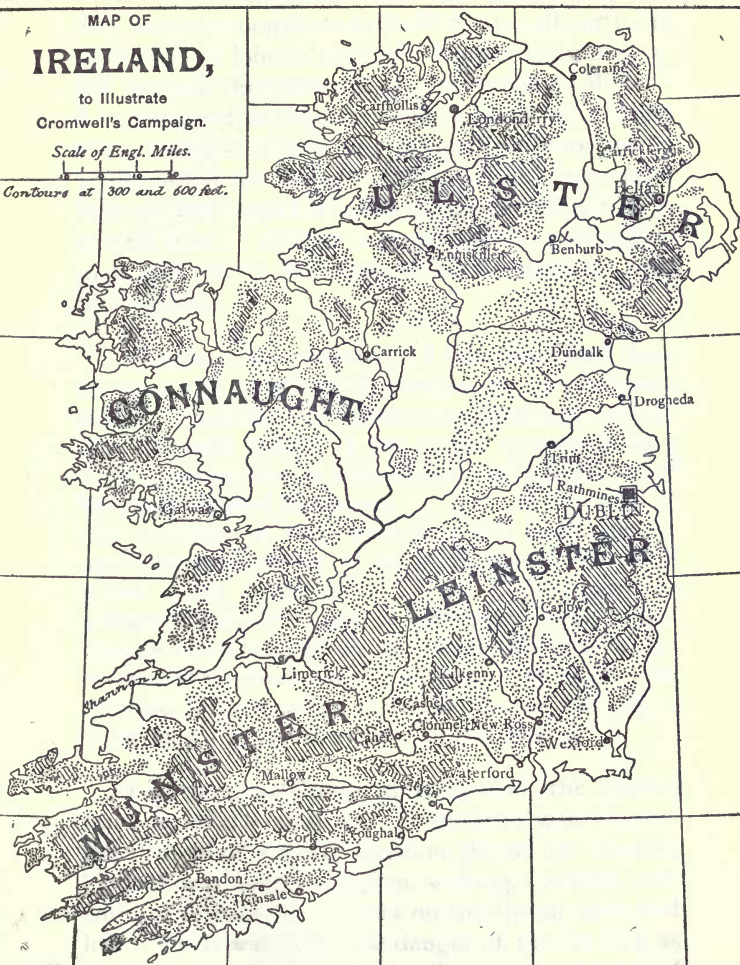 MAP OF
IRELAND,
to Illustrate
Cromwell's Campaign.
Scale of Engl. Miles.
Contours at 300 and 600 feet.
Coleraine
Scariffhollis
Londonderry
Carrickfergus
Belfast
ULSTER
Benburb
Enniskillen
Carrick
Dundalk
CONNAUGHT
Drogheda
Trim
Rathmines
DUBLIN
Galway
LEINSTER
Carlow
Limerick
Kilkenny
Shannon R.
Cashel
MUNSTER
Clonmel
New Ross
Caher
Wexford
Mallow
Waterford
Cork
Youghal
Bandon
Kinsale